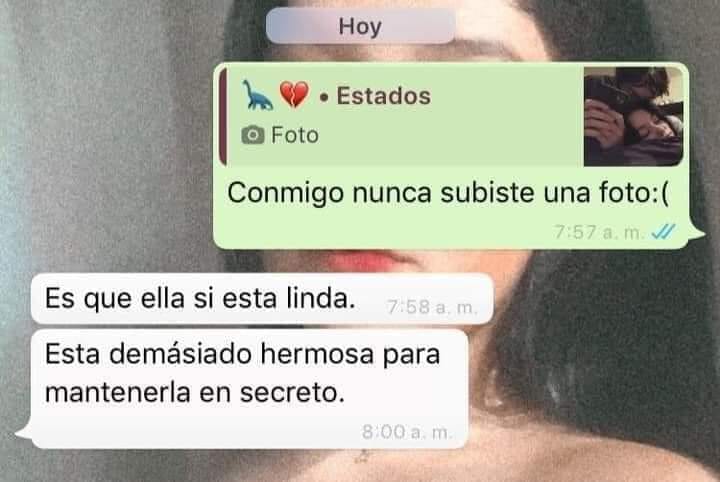 Hoy
🦕💔 • Estados
Foto
Conmigo nunca subiste una foto:(
7:57 a. m.
Es que ella si esta linda.
7:58 a. m.
Esta demásiado hermosa para
mantenerla en secreto.
8:00 a. m.